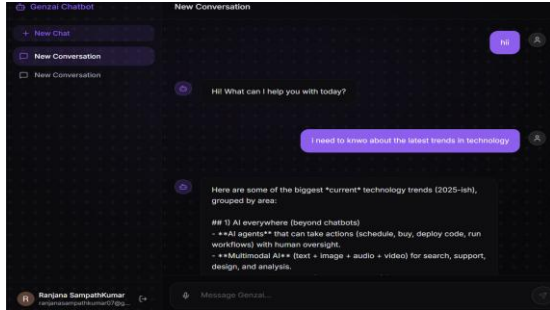 Genzai Chatbot
New Conversation
+ New Chat
New Conversation
New Conversation
hii
Hi! What can I help you with today?
i need to knwo about the latest trends in technology
Here are some of the biggest *current* technology trends (2025-ish),
grouped by area:
## 1) AI everywhere (beyond chatbots)
- **AI agents** that can take actions (schedule, buy, deploy code, run
workflows) with human oversight.
- **Multimodal AI** (text + image + audio + video) for search, support,
design, and analysis.
R
Ranjana SampathKumar
ranjanasampathkumar07@g...
Message Genzai...